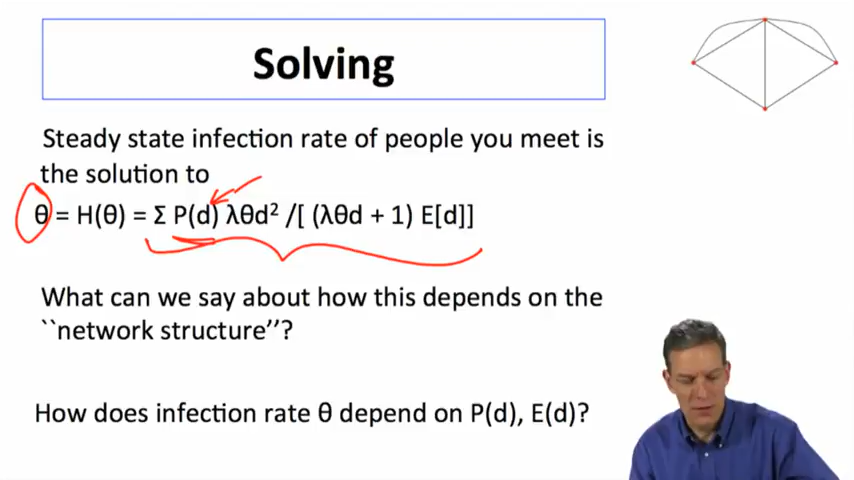 Solving
Steady state infection rate of people you meet is
the solution to
θ = H(θ) = Σ P(d) λθd² /[ (λθd + 1) E[d]]
What can we say about how this depends on the
``network structure’’?
How does infection rate θ depend on P(d), E(d)?